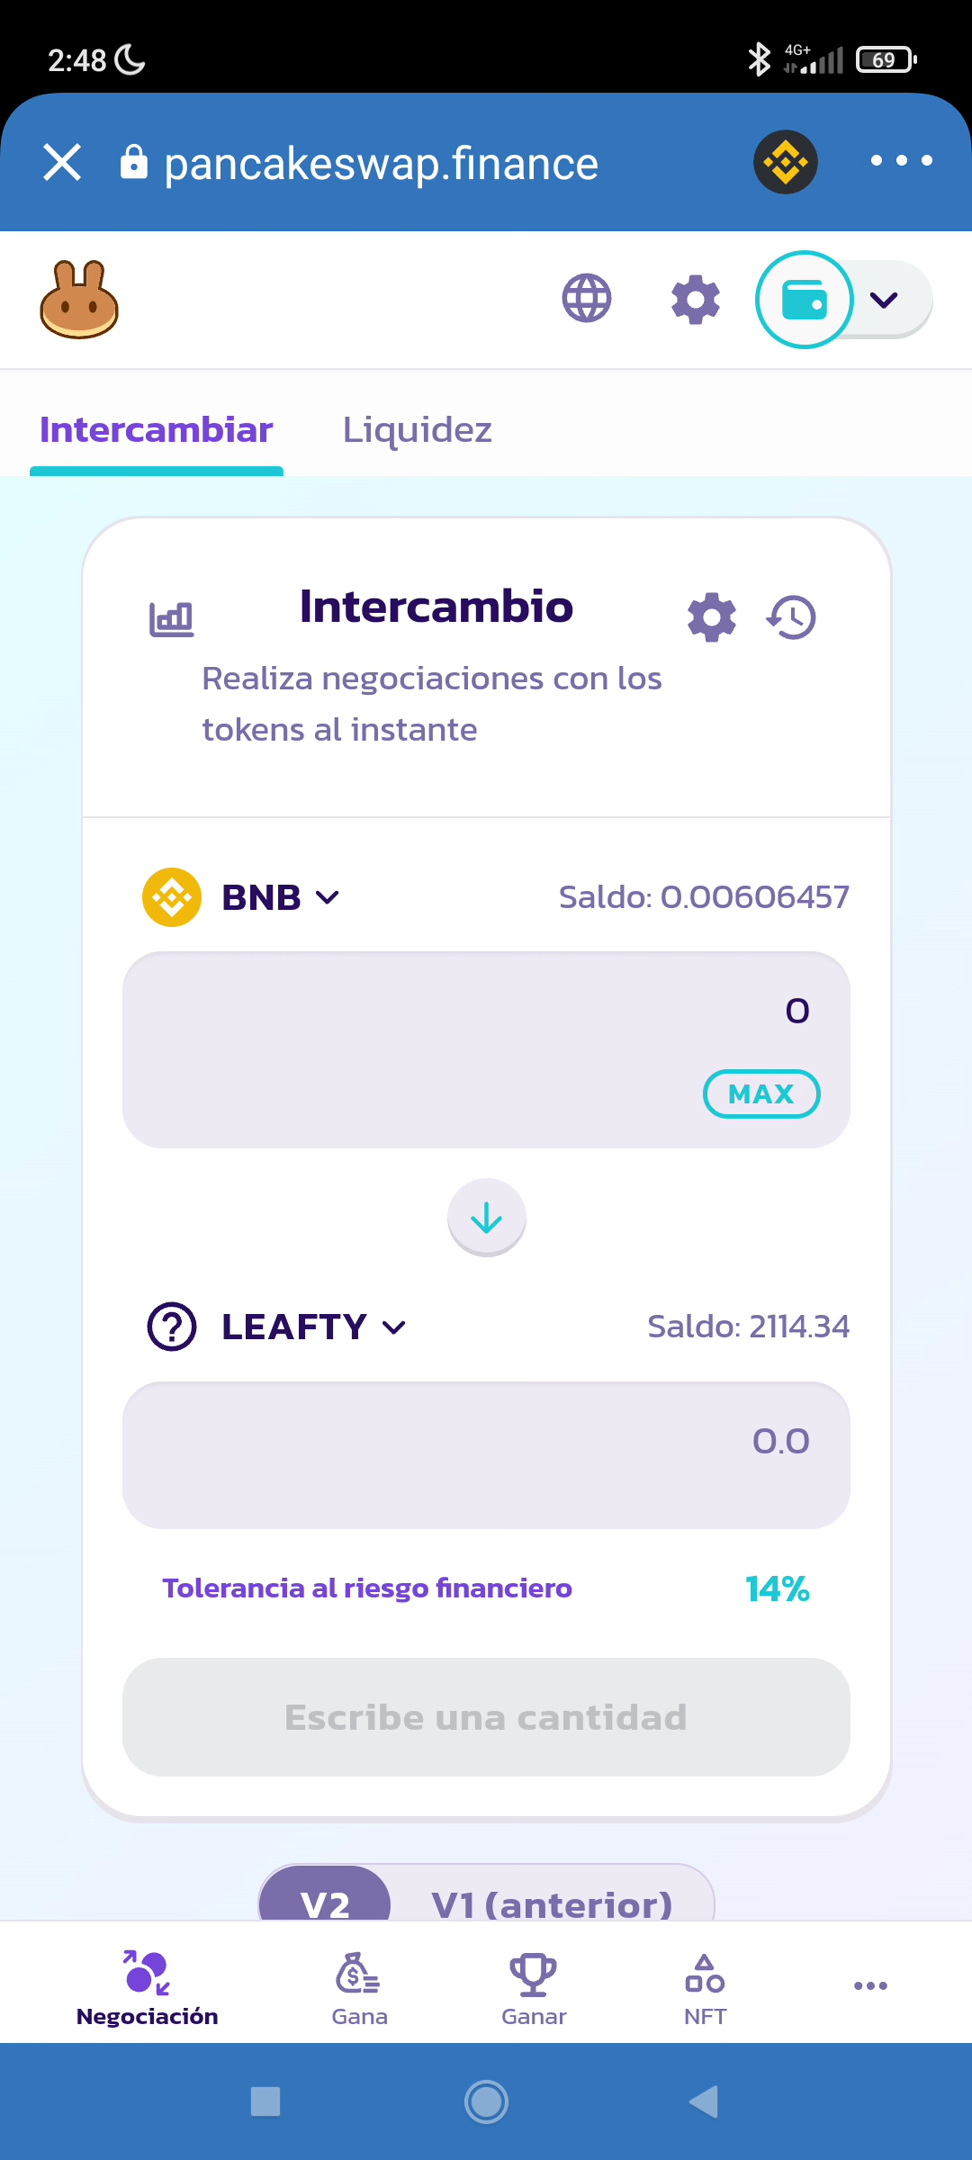 2:48
4G+
69
pancakeswap.finance
Intercambiar
Liquidez
Intercambio
Realiza negociaciones con los
tokens al instante
BNB
Saldo: 0.00606457
0
MAX
LEAFTY
Saldo: 2114.34
0.0
Tolerancia al riesgo financiero
14%
Escribe una cantidad
V2
V1 (anterior)
Negociación
Gana
Ganar
NFT